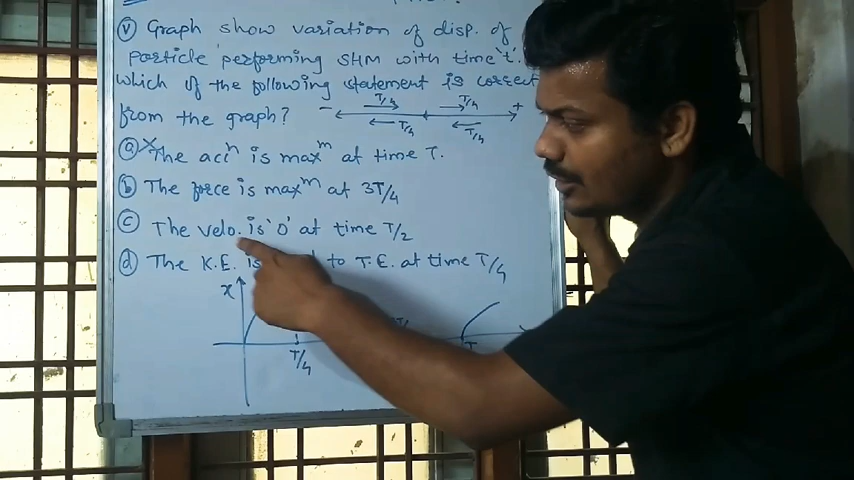 ⓥ Graph show variation of disp. of
particle performing SHM with time 't'.
which of the following statement is correct
from the graph?
- T/4 T/4 +
T/4 T/4
ⓐ The accⁿ is maxᵐ at time T.
ⓑ The force is maxᵐ at 3T/4
ⓒ The velo. is '0' at time T/2
ⓓ The K.E. is to T.E. at time T/4
x
T/4 T